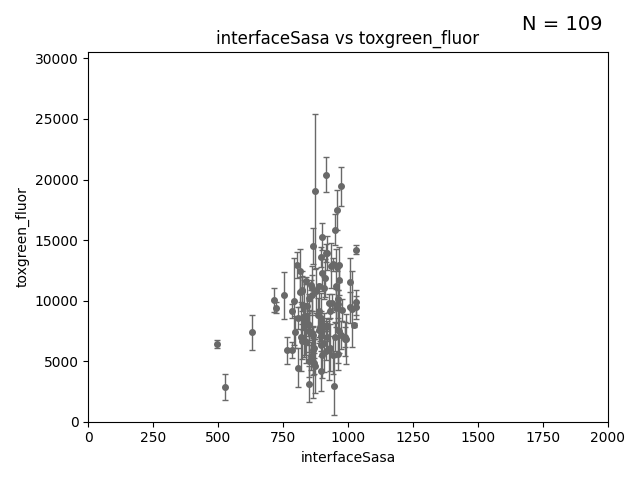 N = 109
interfaceSasa vs toxgreen_fluor
30000
25000
20000
15000
10000
5000
0
toxgreen_fluor
0 250 500 750 1000 1250 1500 1750 2000
interfaceSasa